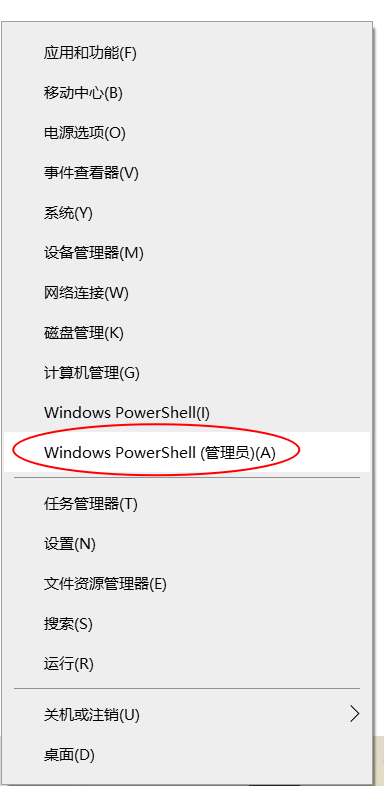 应用和功能(F)
移动中心(B)
电源选项(O)
事件查看器(V)
系统(Y)
设备管理器(M)
网络连接(W)
磁盘管理(K)
计算机管理(G)
Windows PowerShell(I)
Windows PowerShell (管理员)(A)
任务管理器(T)
设置(N)
文件资源管理器(E)
搜索(S)
运行(R)
关机或注销(U)
桌面(D)